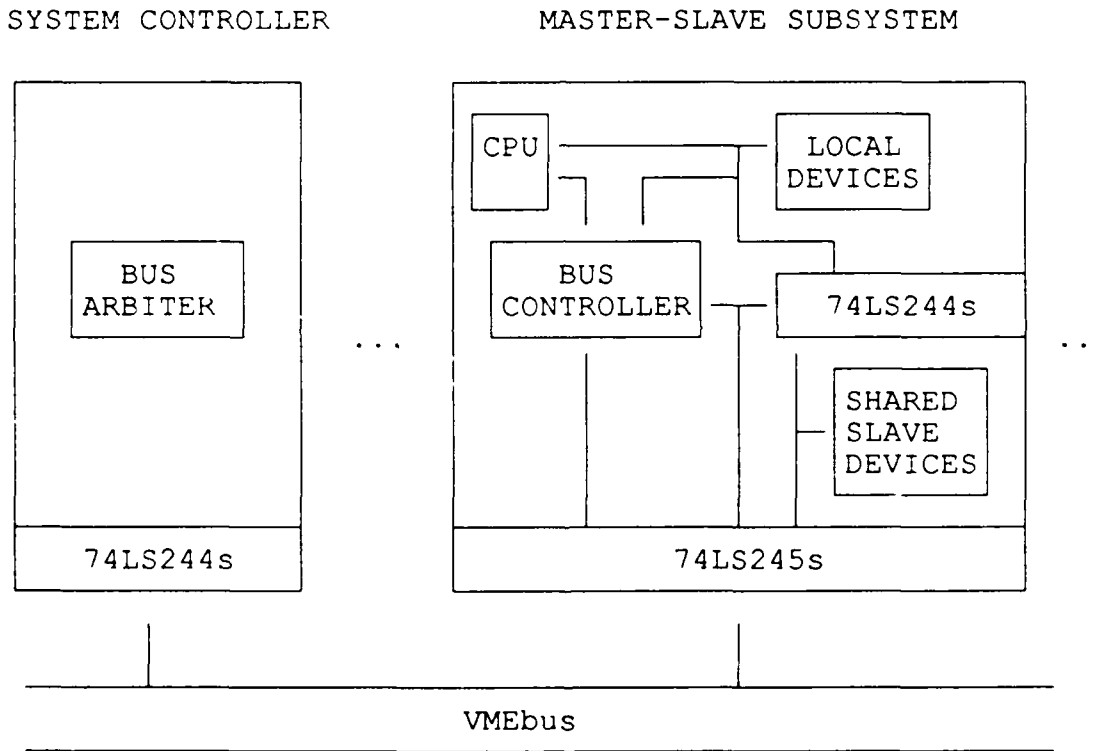 SYSTEM CONTROLLER
MASTER-SLAVE SUBSYSTEM
CPU
LOCAL
DEVICES
BUS
ARBITER
BUS
CONTROLLER
74LS244s
...
..
SHARED
SLAVE
DEVICES
74LS244s
74LS245s
VMEbus